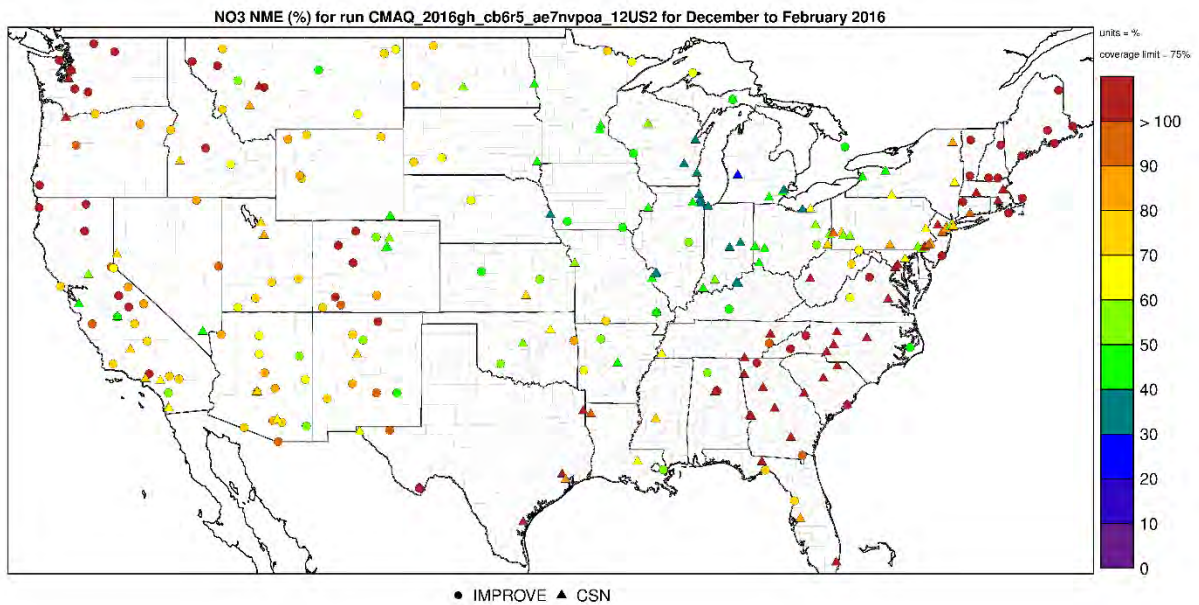 NO3 NME (%) for run CMAQ_2016gh_cb6r5_ae7nvpoa_12US2 for December to February 2016
units = %
coverage limit = 75%
> 100
90
80
70
60
50
40
30
20
10
0
● IMPROVE ▲ CSN